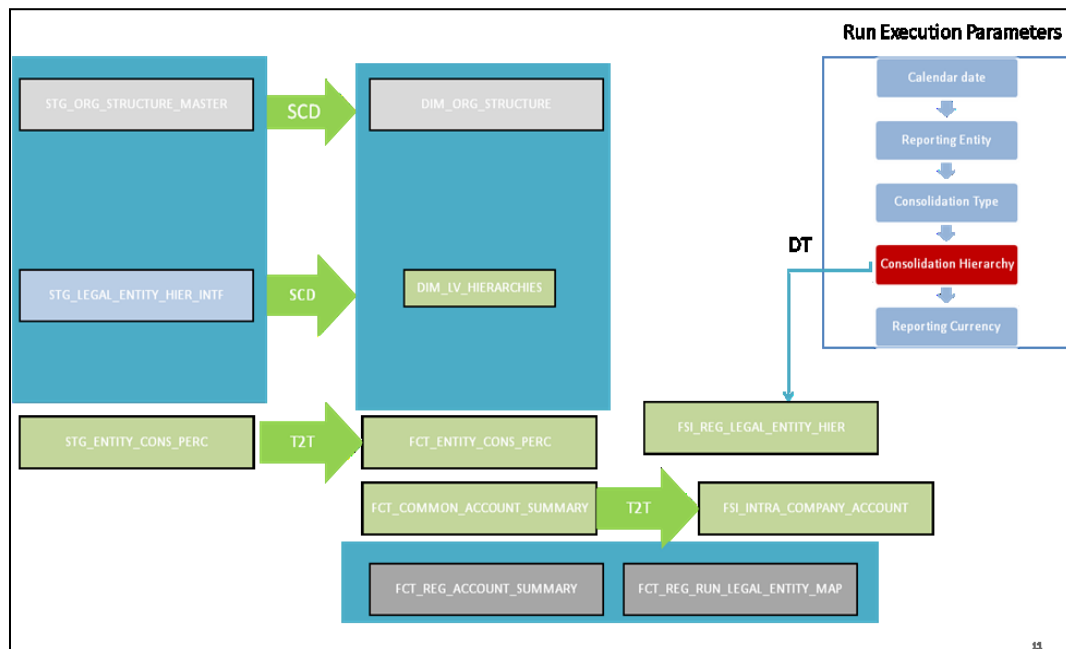 Run Execution Parameters
STG_ORG_STRUCTURE_MASTER
SCD
DIM_ORG_STRUCTURE
Calendar date
Reporting Entity
Consolidation Type
DT
Consolidation Hierarchy
STG_LEGAL_ENTITY_HIER_INTF
SCD
DIM_LV_HIERARCHIES
Reporting Currency
STG_ENTITY_CONS_PERC
T2T
FCT_ENTITY_CONS_PERC
FSI_REG_LEGAL_ENTITY_HIER
FCT_COMMON_ACCOUNT_SUMMARY
T2T
FSI_INTRA_COMPANY_ACCOUNT
FCT_REG_ACCOUNT_SUMMARY
FCT_REG_RUN_LEGAL_ENTITY_MAP